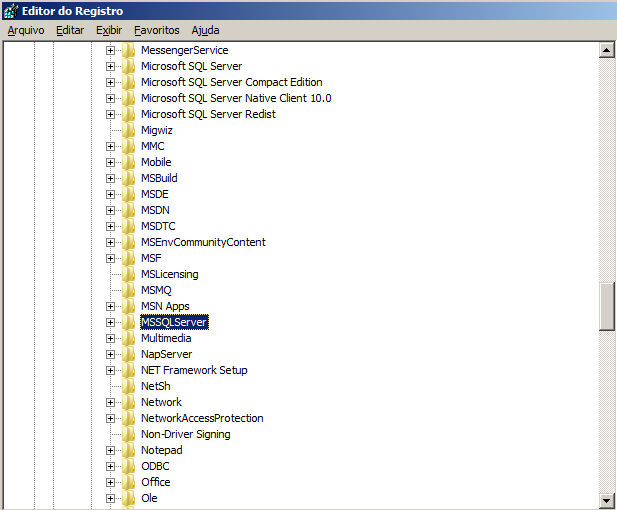 Editor do Registro
Arquivo Editar Exibir Favoritos Ajuda
MessengerService
Microsoft SQL Server
Microsoft SQL Server Compact Edition
Microsoft SQL Server Native Client 10.0
Microsoft SQL Server Redist
Migwiz
MMC
Mobile
MSBuild
MSDE
MSDN
MSDTC
MSEnvCommunityContent
MSF
MSLicensing
MSMQ
MSN Apps
MSSQLServer
Multimedia
NapServer
NET Framework Setup
NetSh
Network
NetworkAccessProtection
Non-Driver Signing
Notepad
ODBC
Office
Ole